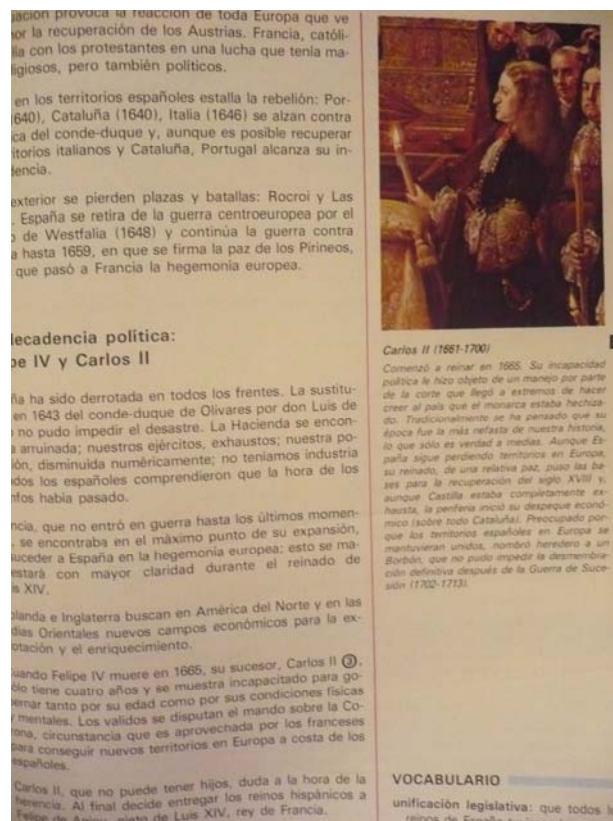 provoca la reacción de toda Europa que ve
la recuperación de los Austrias. Francia, católi-
con los protestantes en una lucha que tenía ma-
pero también políticos.
en los territorios españoles estalla la rebelión: Por-
1640), Cataluña (1640), Italia (1646) se alzan contra
ca del conde-duque y, aunque es posible recuperar
italianos y Cataluña, Portugal alcanza su in-
exterior se pierden plazas y batallas: Rocroi y Las
. España se retira de la guerra centroeuropea por el
de Westfalia (1648) y continúa la guerra contra
a hasta 1659, en que se firma la paz de los Pirineos,
que pasó a Francia la hegemonía europea.
decadencia política:
pe IV y Carlos II
ña ha sido derrotada en todos los frentes. La sustitu-
en 1643 del conde-duque de Olivares por don Luis de
no pudo impedir el desastre. La Hacienda se encon-
arruinada; nuestros ejércitos, exhaustos; nuestra po-
ión, disminuida numéricamente; no teníamos industria
dos los españoles comprendieron que la hora de los
nfos había pasado.
ncia, que no entró en guerra hasta los últimos momen-
, se encontraba en el máximo punto de su expansión,
suceder a España en la hegemonía europea; esto se ma-
estará con mayor claridad durante el reinado de
s XIV.
landa e Inglaterra buscan en América del Norte y en las
dias Orientales nuevos campos económicos para la ex-
otación y el enriquecimiento.
uando Felipe IV muere en 1665, su sucesor, Carlos II ③,
ólo tiene cuatro años y se muestra incapacitado para go-
ernar tanto por su edad como por sus condiciones físicas
y mentales. Los validos se disputan el mando sobre la Co-
rona, circunstancia que es aprovechada por los franceses
para conseguir nuevos territorios en Europa a costa de los
españoles.
Carlos II, que no puede tener hijos, duda a la hora de la
herencia. Al final decide entregar los reinos hispánicos a
Felipe de Anjou, nieto de Luis XIV, rey de Francia.
Carlos II (1661-1700)
Comenzó a reinar en 1665. Su incapacidad
política le hizo objeto de un manejo por parte
de la corte que llegó a extremos de hacer
creer al país que el monarca estaba hechiza-
do. Tradicionalmente se ha pensado que su
época fue la más nefasta de nuestra historia,
lo que sólo es verdad a medias. Aunque Es-
paña sigue perdiendo territorios en Europa,
su reinado, de una relativa paz, puso las ba-
ses para la recuperación del siglo XVIII y,
aunque Castilla estaba completamente ex-
hausta, la periferia inició su despegue econó-
mico (sobre todo Cataluña). Preocupado por-
que los territorios españoles en Europa se
mantuvieran unidos, nombró heredero a un
Borbón, que no pudo impedir la desmembra-
ción definitiva después de la Guerra de Suce-
sión (1702-1713).
VOCABULARIO
unificación legislativa: que todos l
reinos de España